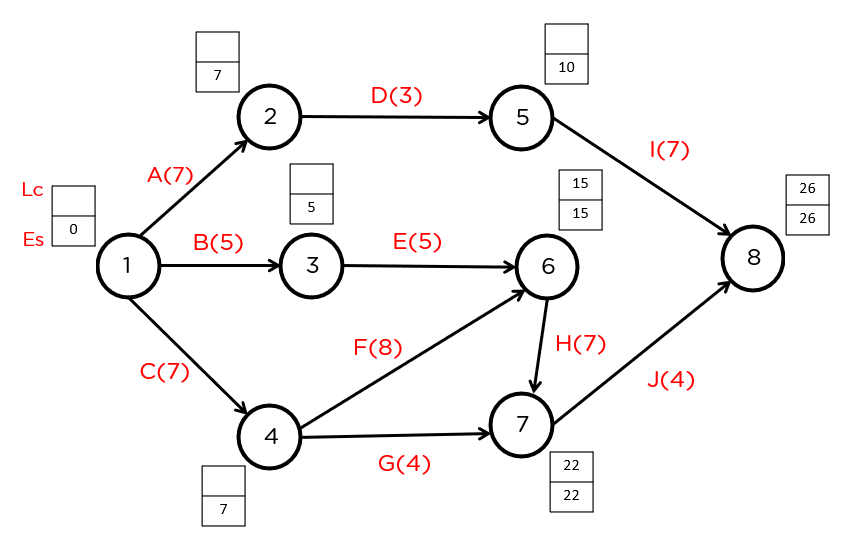 7
10
2
D(3)
5
A(7)
I(7)
Lc
0
Es
5
15
15
26
26
1
B(5)
3
E(5)
6
8
C(7)
F(8)
H(7)
J(4)
4
G(4)
7
7
22
22